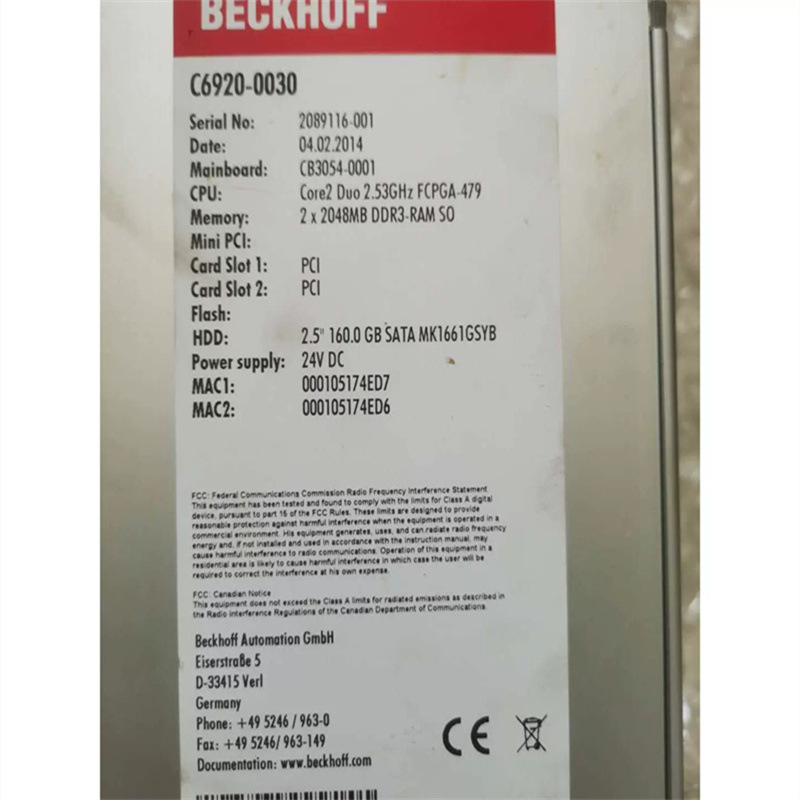 BECKHOFF
C6920-0030
Serial No: 2089116-001
Date: 04.02.2014
Mainboard: CB3054-0001
CPU: Core2 Duo 2.53GHz FCPGA-479
Memory: 2 x 2048MB DDR3-RAM SO
Mini PCI:
Card Slot 1: PCI
Card Slot 2: PCI
Flash:
HDD: 2.5" 160.0 GB SATA MK1661GSYB
Power supply: 24V DC
MAC1: 000105174ED7
MAC2: 000105174ED6
FCC: Federal Communications Commission Radio Frequency Interference Statement
This equipment has been tested and found to comply with the limits for Class A digital
device, pursuant to part 15 of the FCC Rules. These limits are designed to provide
reasonable protection against harmful interference when the equipment is operated in a
commercial environment. His equipment generates, uses, and can radiate radio frequency
energy and, if not installed and used in accordance with the instruction manual, may
cause harmful interference to radio communications. Operation of this equipment in a
residential area is likely to cause harmful interference in which case the user will be
required to correct the interference at his own expense.
FCC: Canadian Notice
This equipment does not exceed the Class A limits for radiated emissions as described in
the Radio Interference Regulations of the Canadian Department of Communications.
Beckhoff Automation GmbH
Eiserstraße 5
D-33415 Verl
Germany
Phone: +49 5246 / 963-0
Fax: +49 5246/ 963-149
Documentation: www.beckhoff.com
CE